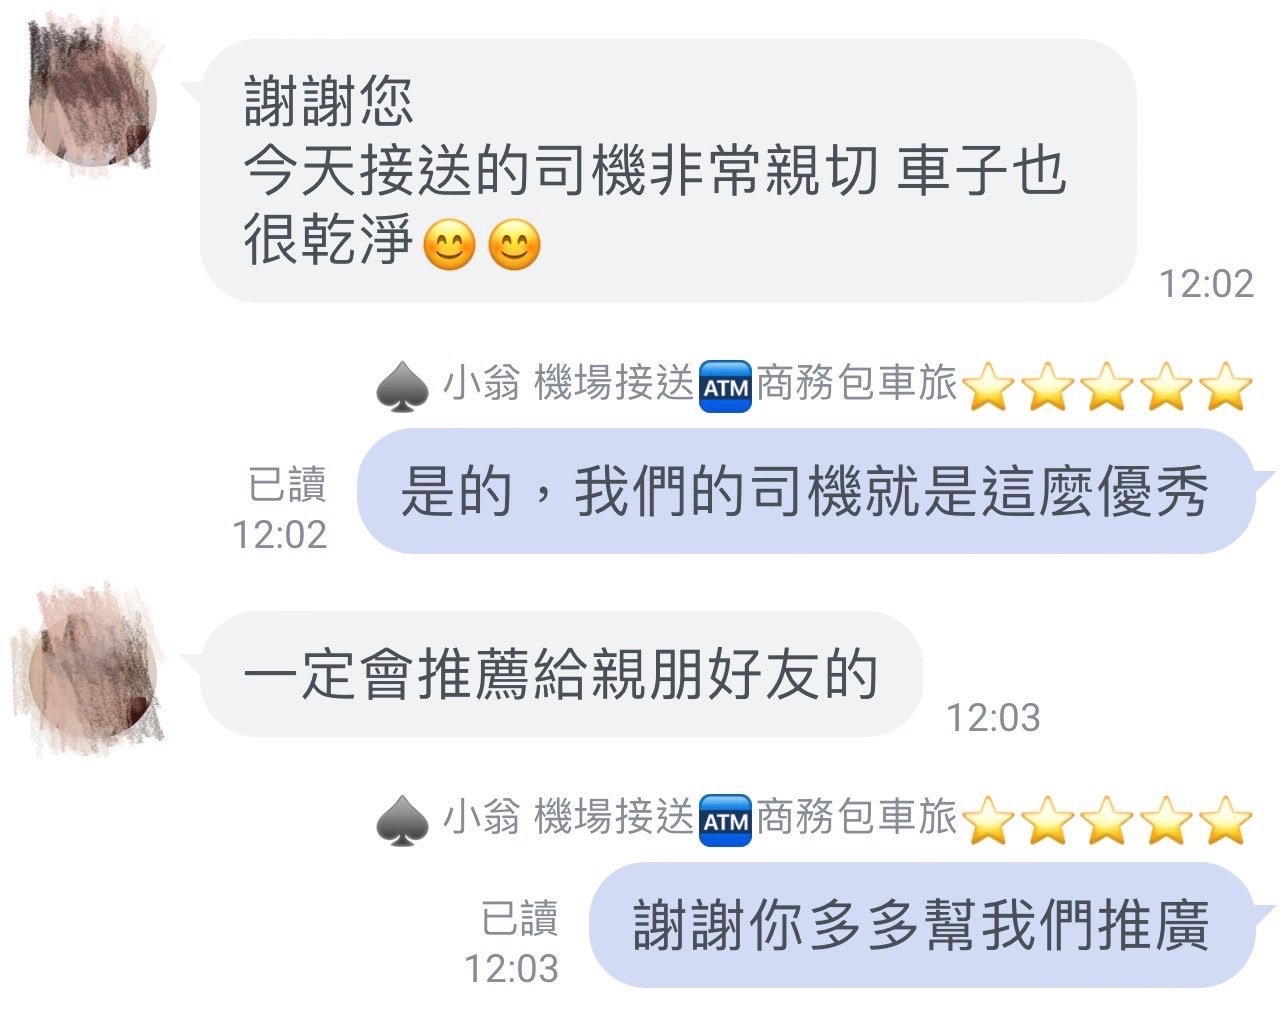 謝謝您
今天接送的司機非常親切 車子也
很乾淨😊😊
12:02
♠️ 小翁 機場接送🏧商務包車旅⭐⭐⭐⭐⭐
是的，我們的司機就是這麼優秀
已讀
12:02
一定會推薦給親朋好友的
12:03
♠️ 小翁 機場接送🏧商務包車旅⭐⭐⭐⭐⭐
謝謝你多多幫我們推廣
已讀
12:03